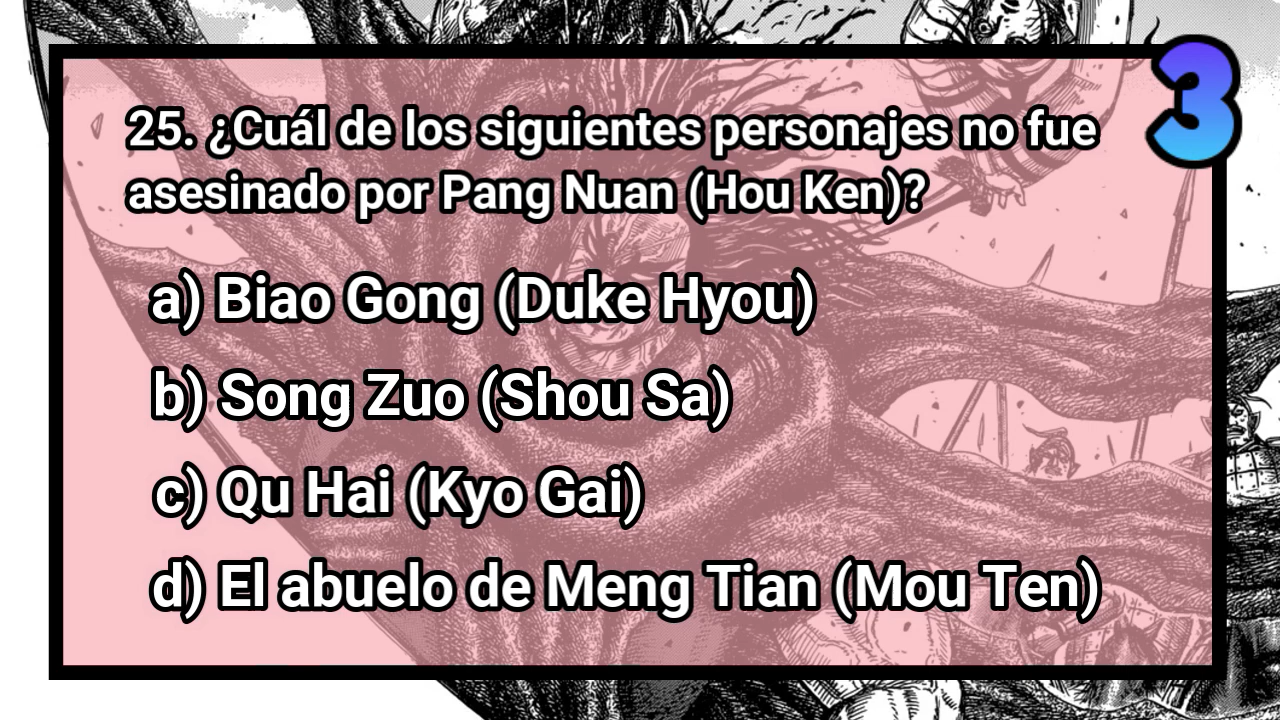 3
25. ¿Cuál de los siguientes personajes no fue
asesinado por Pang Nuan (Hou Ken)?
a) Biao Gong (Duke Hyou)
b) Song Zuo (Shou Sa)
c) Qu Hai (Kyo Gai)
d) El abuelo de Meng Tian (Mou Ten)